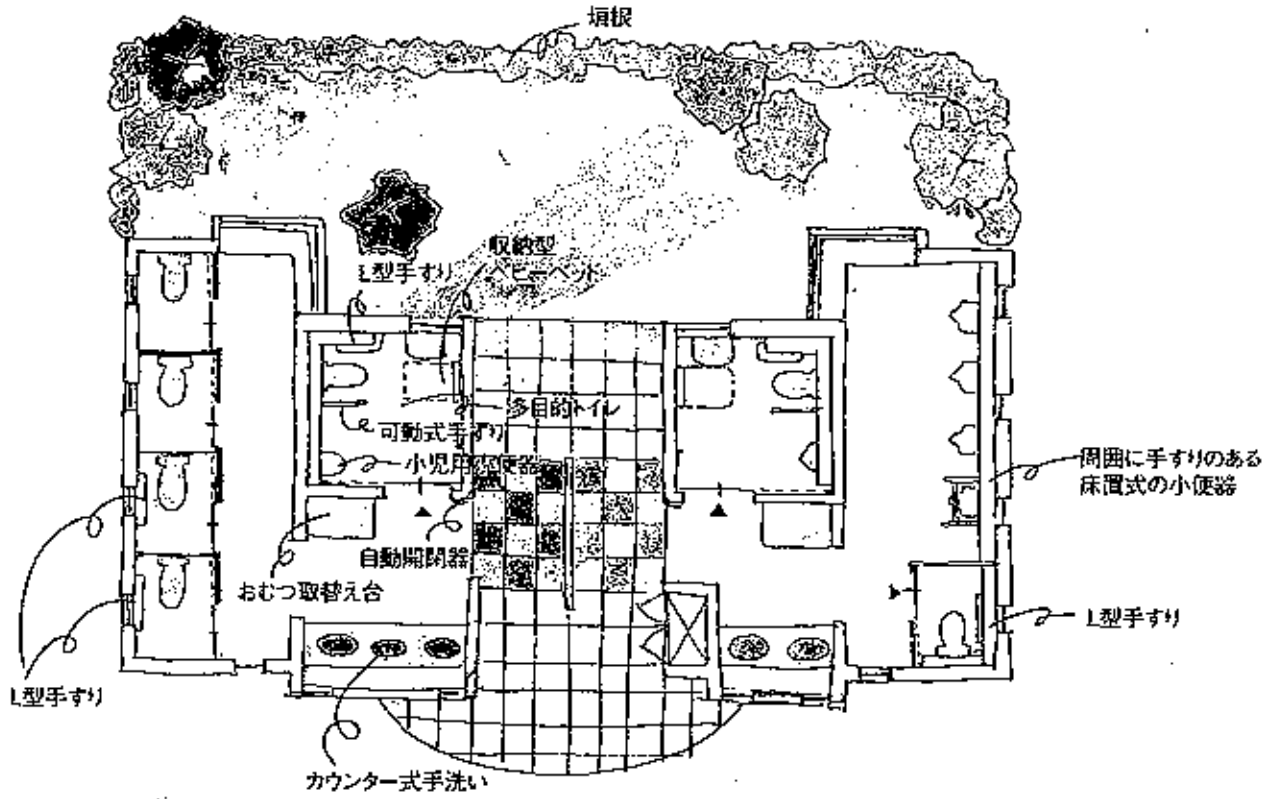 垣根
収納型
ベビーベッド
L型手すり
多目的トイレ
可動式手すり
小児用小便器
周囲に手すりのある
床置式の小便器
自動開閉器
おむつ取替え台
L型手すり
L型手すり
カウンター式手洗い